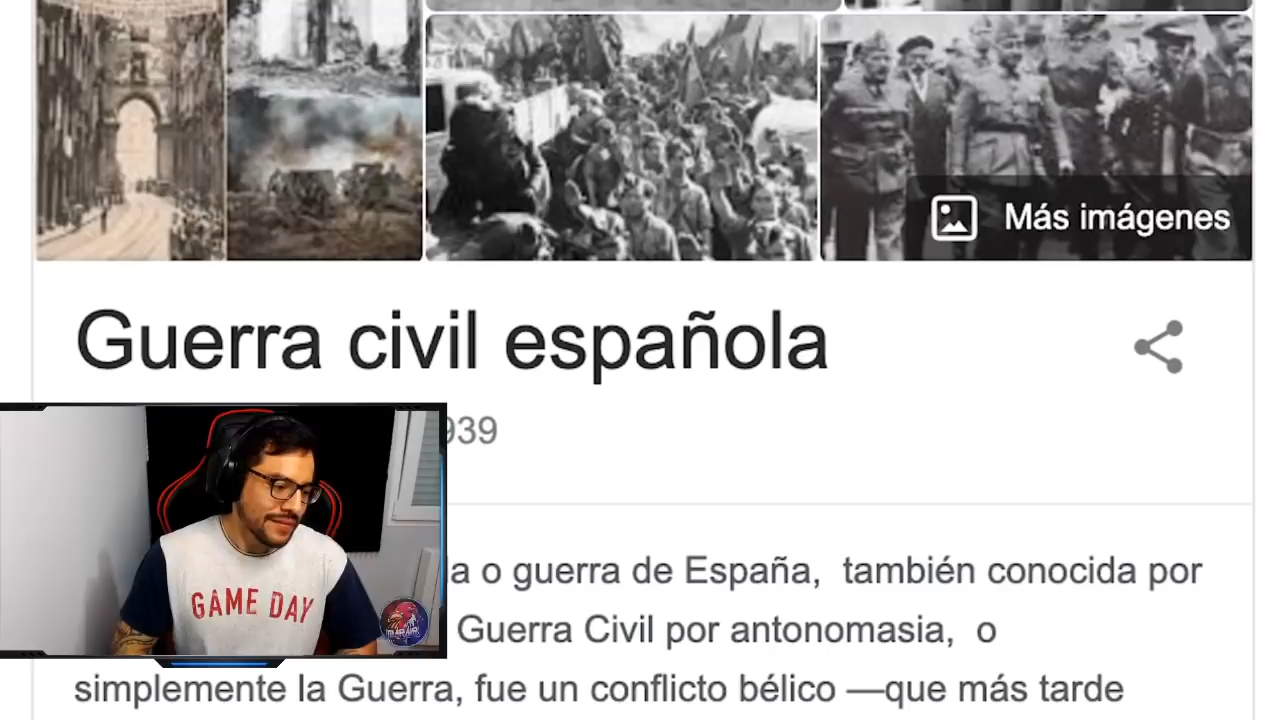 Más imágenes
Guerra civil española
939
a o guerra de España, también conocida por
Guerra Civil por antonomasia, o
simplemente la Guerra, fue un conflicto bélico —que más tarde
GAME DAY